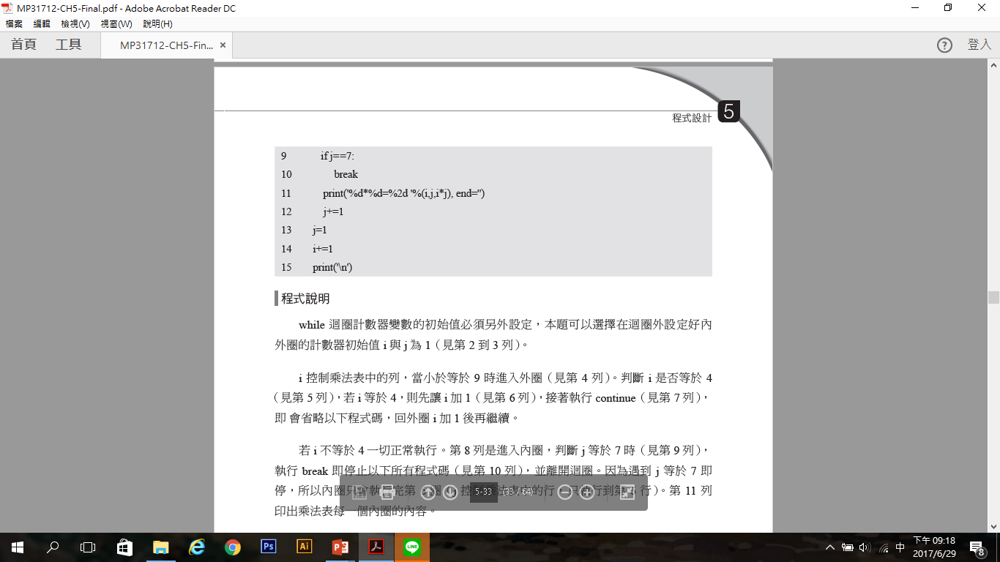 MP31712-CH5-Final.pdf - Adobe Acrobat Reader DC
檔案 編輯 檢視(V) 視窗(W) 說明(H)
首頁 工具 MP31712-CH5-Fin... × ? 登入
程式設計 5
9 if j==7:
10 break
11 print('%d*%d=%2d '%(i,j,i*j), end='')
12 j+=1
13 j=1
14 i+=1
15 print('\n')
程式說明
while 迴圈計數器變數的初始值必須另外設定,本題可以選擇在迴圈外設定好內
外圈的計數器初始值 i 與 j 為 1(見第 2 到 3 列)。
i 控制乘法表中的列,當小於等於 9 時進入外圈(見第 4 列)。判斷 i 是否等於 4
(見第 5 列),若 i 等於 4,則先讓 i 加 1(見第 6 列),接著執行 continue(見第 7 列),
即 會省略以下程式碼,回外圈 i 加 1 後再繼續。
若 i 不等於 4 一切正常執行。第 8 列是進入內圈,判斷 j 等於 7 時(見第 9 列),
執行 break 即停止以下所有程式碼(見第 10 列),並離開迴圈。因為遇到 j 等於 7 即
停,所以內圈只會執行完第 圈 控制乘法表中的行,只執行到第 行)。第 11 列
5-33 (33 / 64)
印出乘法表每一個內圈的內容。
Ps Ai P LINE 中 下午 09:18
2017/6/29 8